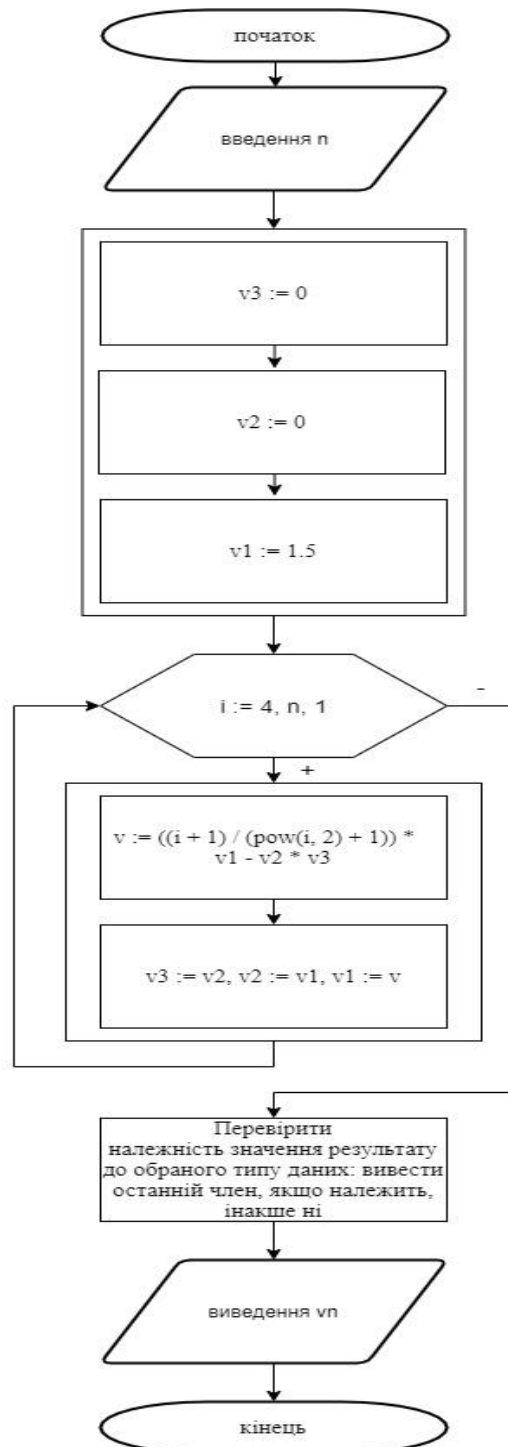 початок
введення n
v3 := 0
v2 := 0
v1 := 1.5
i := 4, n, 1
-
+
v := ((i + 1) / (pow(i, 2) + 1)) *
v1 - v2 * v3
v3 := v2, v2 := v1, v1 := v
Перевірити
належність значення результату
до обраного типу даних: вивести
останній член, якщо належить,
інакше ні
виведення vn
кінець